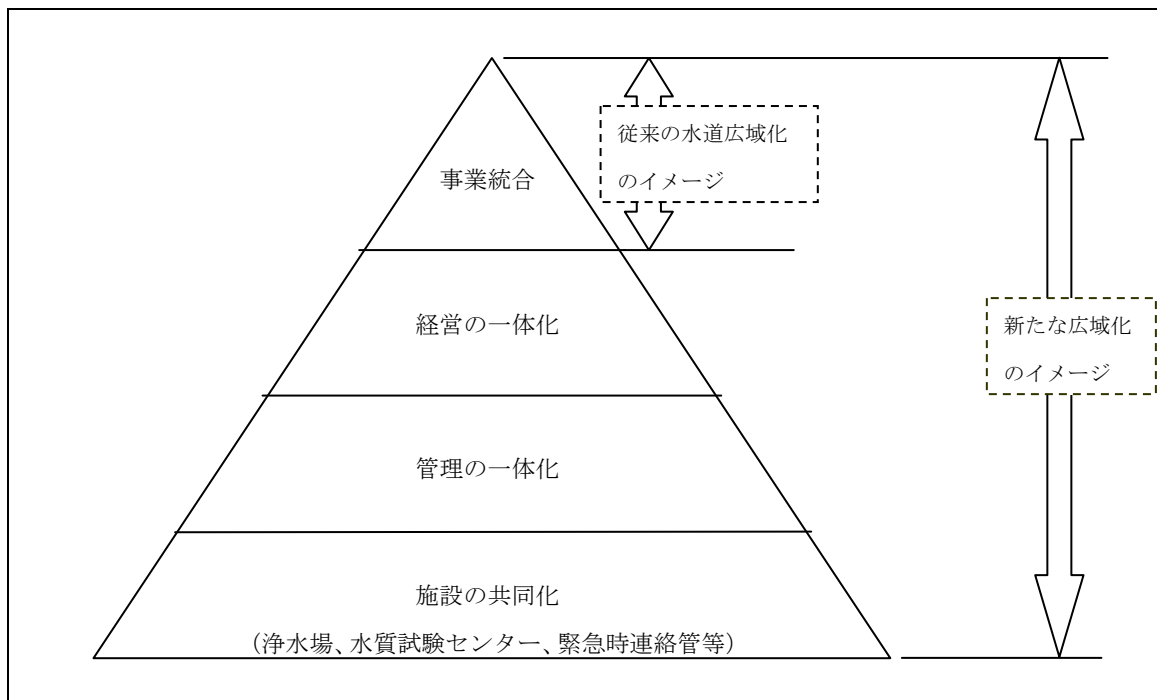 従来の水道広域化
のイメージ
事業統合
経営の一体化
新たな広域化
のイメージ
管理の一体化
施設の共同化
（浄水場、水質試験センター、緊急時連絡管等）